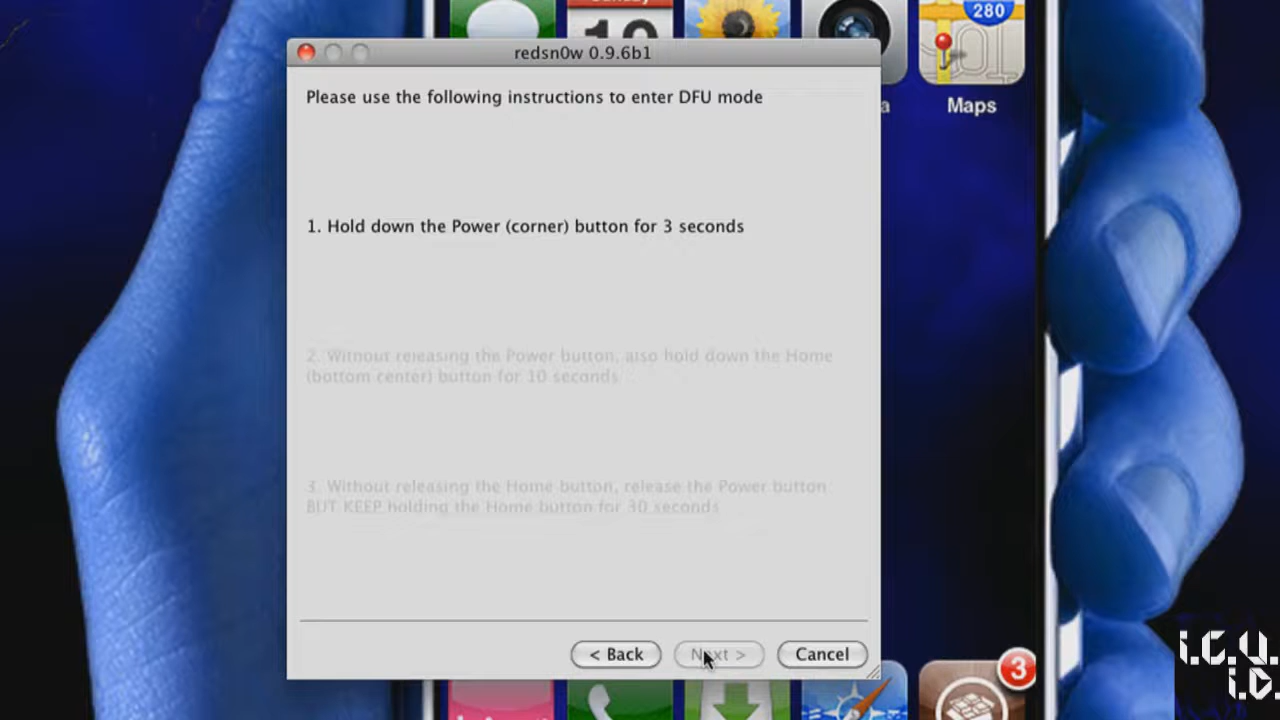 280
redsn0w 0.9.6b1
Please use the following instructions to enter DFU mode
Maps
1. Hold down the Power (corner) button for 3 seconds
2. Without releasing the Power button, also hold down the Home
(bottom center) button for 10 seconds
3. Without releasing the Home button, release the Power button
BUT KEEP holding the Home button for 30 seconds
< Back
Next >
Cancel
3
i.C.U.